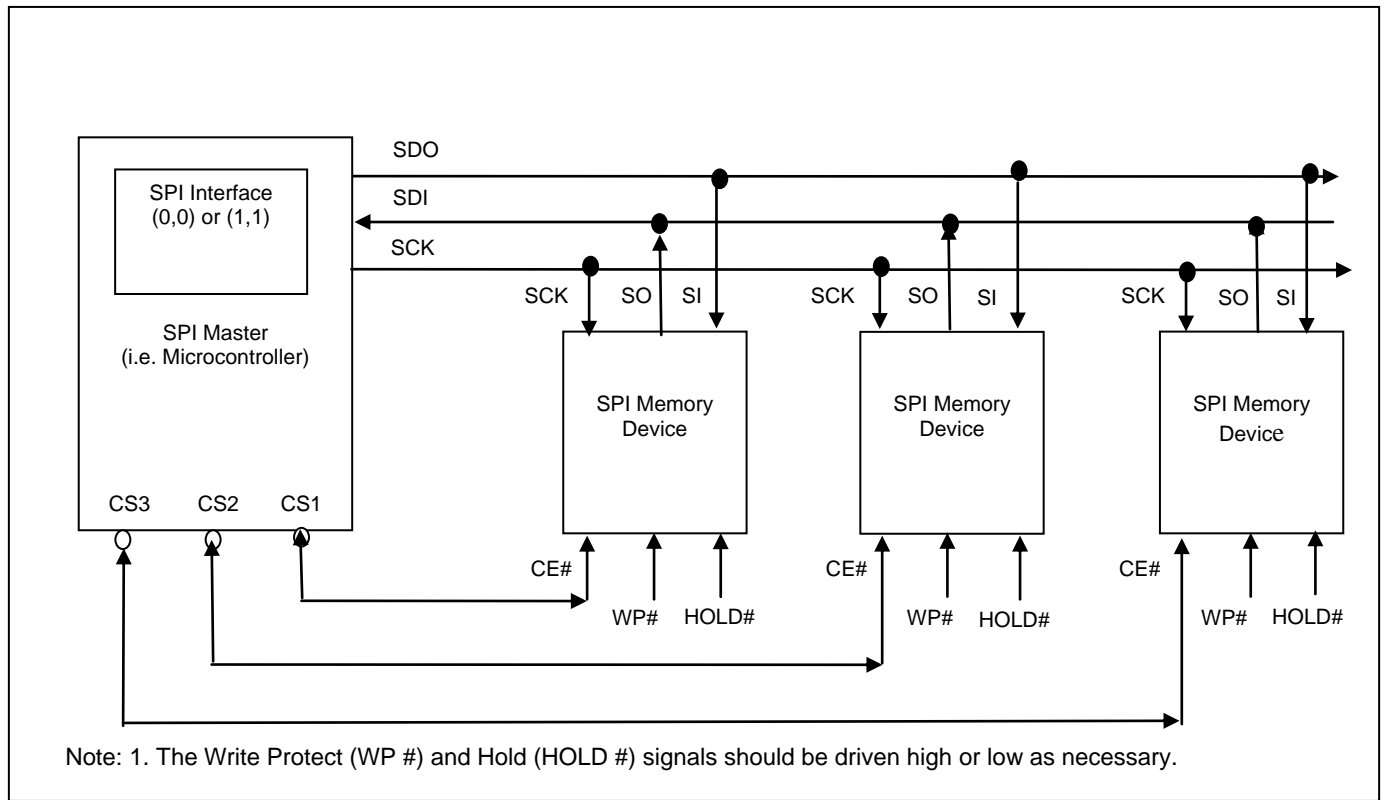 SDO
SPI Interface
(0,0) or (1,1)
SDI
SCK
SCK SO SI
SCK SO SI
SCK SO SI
SPI Master
(i.e. Microcontroller)
SPI Memory
Device
SPI Memory
Device
SPI Memory
Device
CS3 CS2 CS1
CE#
CE#
CE#
WP# HOLD#
WP# HOLD#
WP# HOLD#
Note: 1. The Write Protect (WP #) and Hold (HOLD #) signals should be driven high or low as necessary.